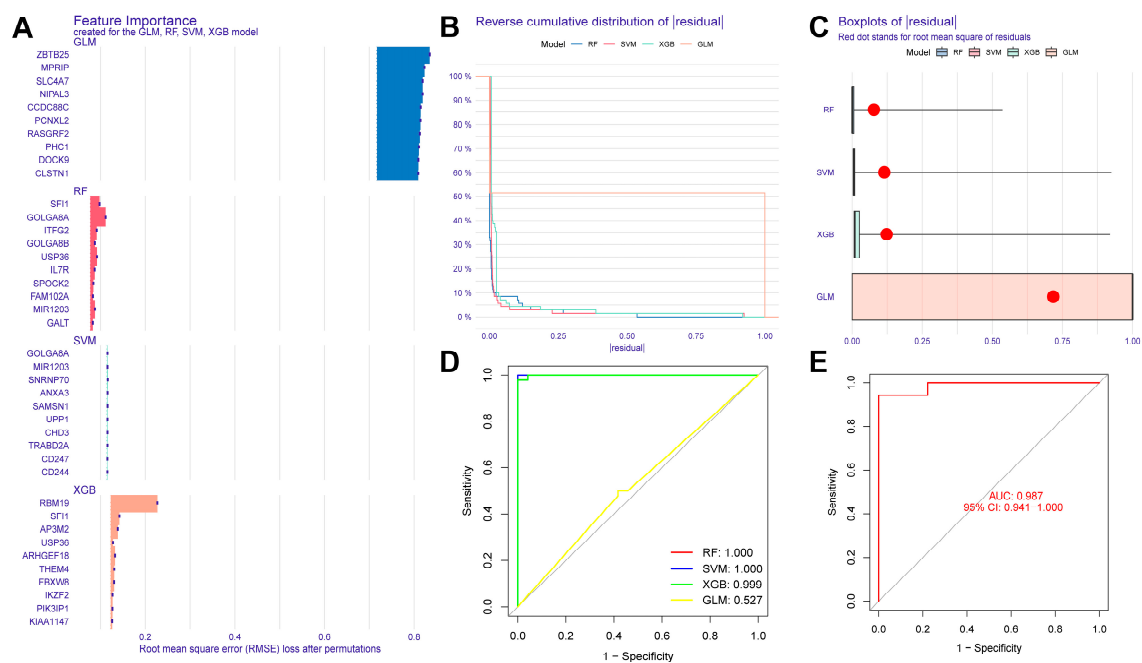 A
Feature Importance
created for the GLM, RF, SVM, XGB model
GLM
ZBTB25
MPRIP
SLC4A7
NIPAL3
CCDC88C
PCNXL2
RASGRF2
PHC1
DOCK9
CLSTN1
RF
SFI1
GOLGA8A
ITFG2
GOLGA8B
USP36
IL7R
SPOCK2
FAM102A
MIR1203
GALT
SVM
GOLGA8A
MIR1203
SNRNP70
ANXA3
SAMSN1
UPP1
CHD3
TRABD2A
CD247
CD244
XGB
RBM19
SFI1
AP3M2
USP36
ARHGEF18
THEM4
FBXW8
IKZF2
PIK3IP1
KIAA1147
0.2 0.4 0.6 0.8
Root mean square error (RMSE) loss after permutations
B
Reverse cumulative distribution of |residual|
Model RF SVM XGB GLM
100 %
90 %
80 %
70 %
60 %
50 %
40 %
30 %
20 %
10 %
0 %
0.00 0.25 0.50 0.75 1.00
|residual|
C
Boxplots of |residual|
Red dot stands for root mean square of residuals
Model RF SVM XGB GLM
RF
SVM
XGB
GLM
0.00 0.25 0.50 0.75 1.00
D
Sensitivity
1.0
0.8
0.6
0.4
0.2
0.0
RF: 1.000
SVM: 1.000
XGB: 0.999
GLM: 0.527
0.0 0.2 0.4 0.6 0.8 1.0
1 − Specificity
E
Sensitivity
1.0
0.8
0.6
0.4
0.2
0.0
AUC: 0.987
95% CI: 0.941 1.000
0.0 0.2 0.4 0.6 0.8 1.0
1 − Specificity